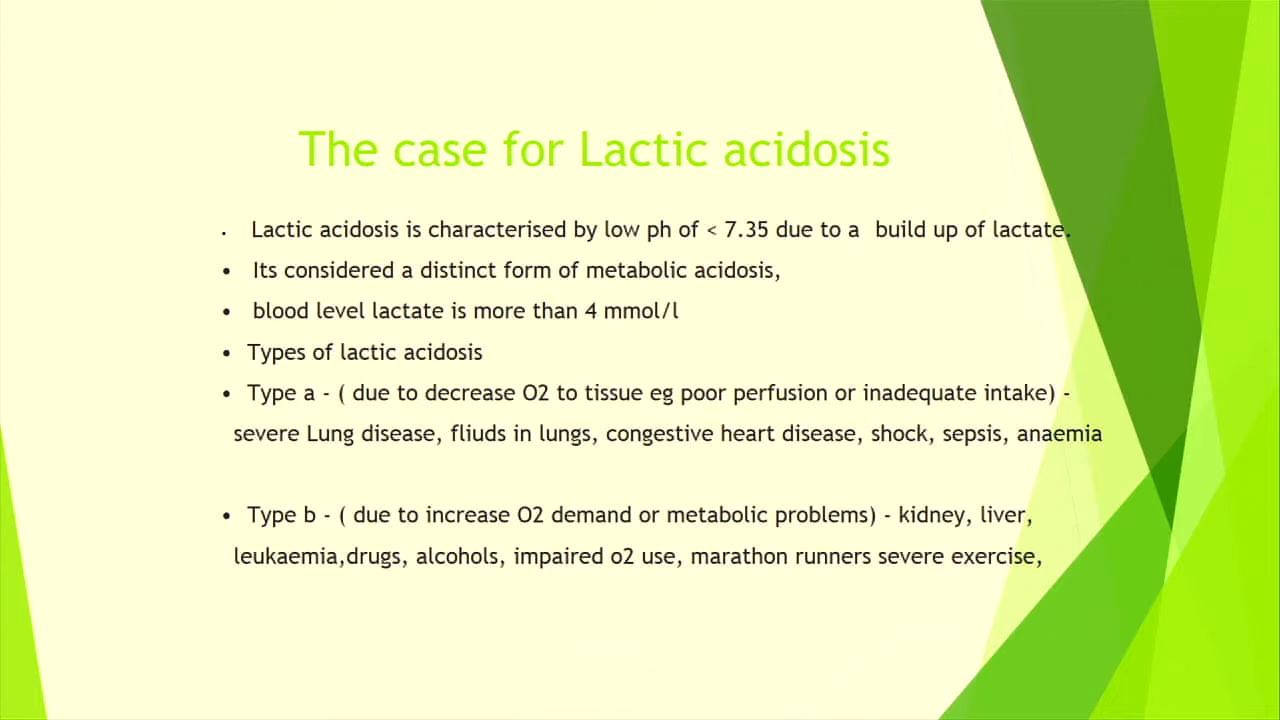 The case for Lactic acidosis
• Lactic acidosis is characterised by low ph of < 7.35 due to a build up of lactate.
• Its considered a distinct form of metabolic acidosis,
• blood level lactate is more than 4 mmol/l
• Types of lactic acidosis
• Type a - ( due to decrease O2 to tissue eg poor perfusion or inadequate intake) -
severe Lung disease, fliuds in lungs, congestive heart disease, shock, sepsis, anaemia
• Type b - ( due to increase O2 demand or metabolic problems) - kidney, liver,
leukaemia,drugs, alcohols, impaired o2 use, marathon runners severe exercise,